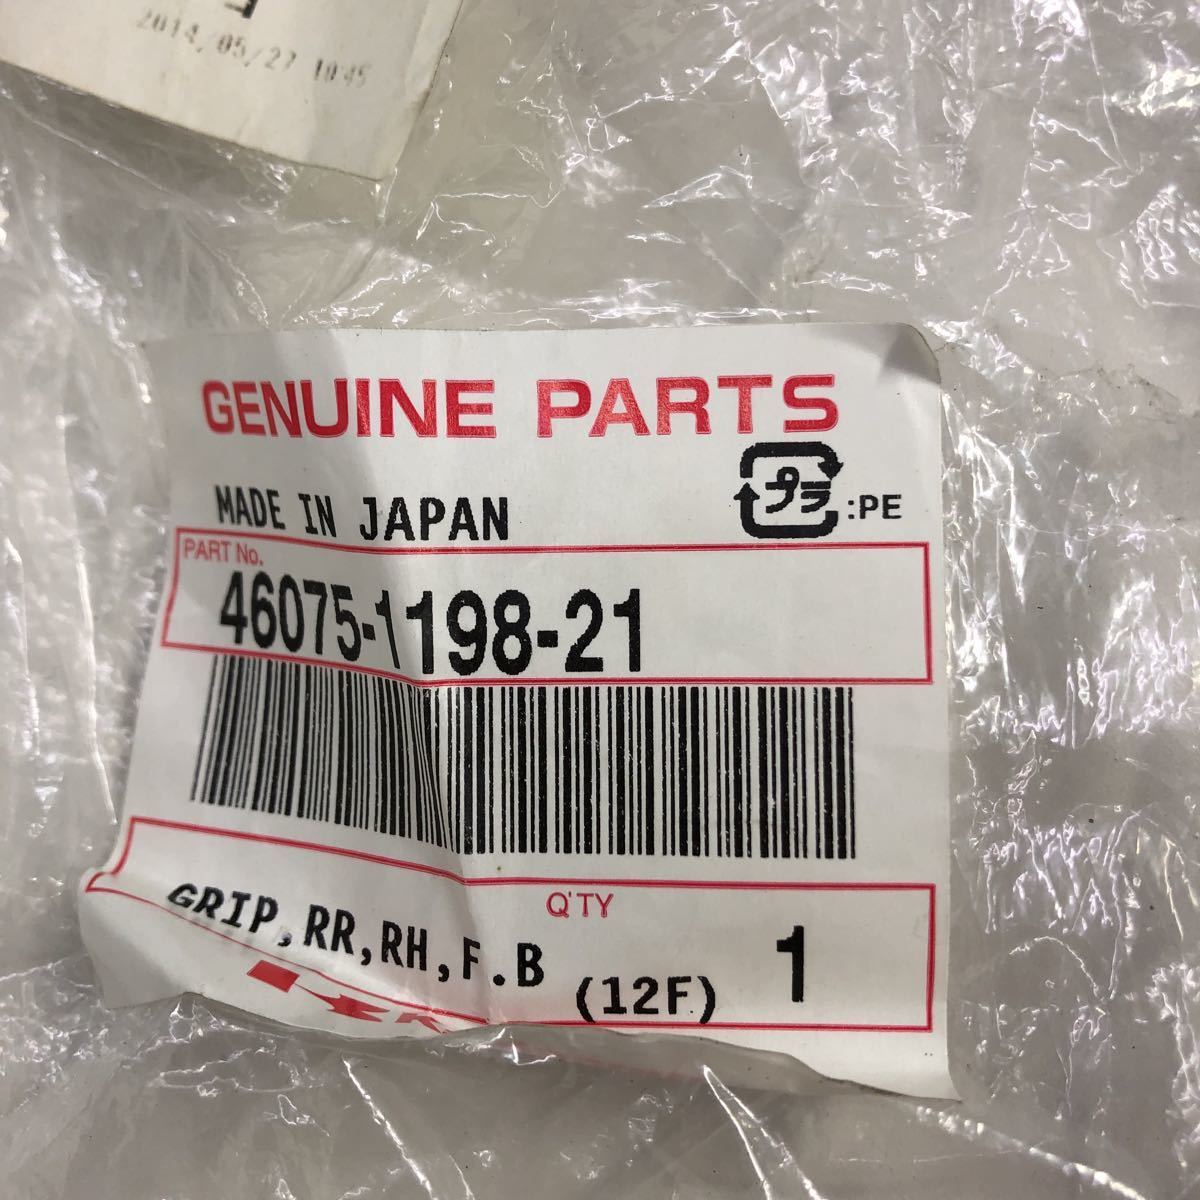 2014/05/27 10:45
GENUINE PARTS
プラ :PE
MADE IN JAPAN
PART No.
46075-1198-21
Q'TY
GRIP,RR,RH,F.B
(12F)
1